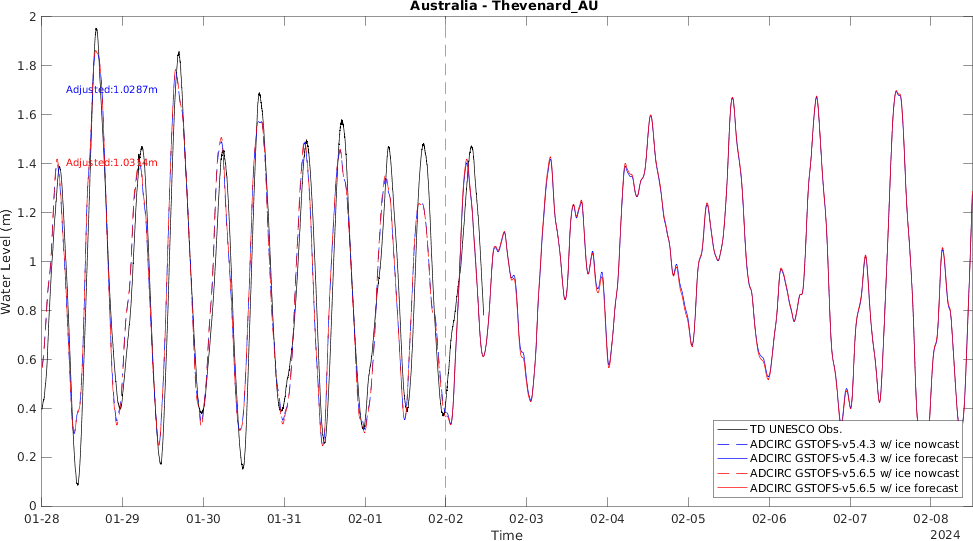 Australia - Thevenard_AU
2
1.8
1.6
1.4
1.2
1
0.8
0.6
0.4
0.2
0
Water Level (m)
Adjusted:1.0287m
TD UNESCO Obs.
ADCIRC GSTOFS-v5.4.3 w/ ice nowcast
ADCIRC GSTOFS-v5.4.3 w/ ice forecast
ADCIRC GSTOFS-v5.6.5 w/ ice nowcast
ADCIRC GSTOFS-v5.6.5 w/ ice forecast
01-28 01-29 01-30 01-31 02-01 02-02 02-03 02-04 02-05 02-06 02-07 02-08
Time
2024